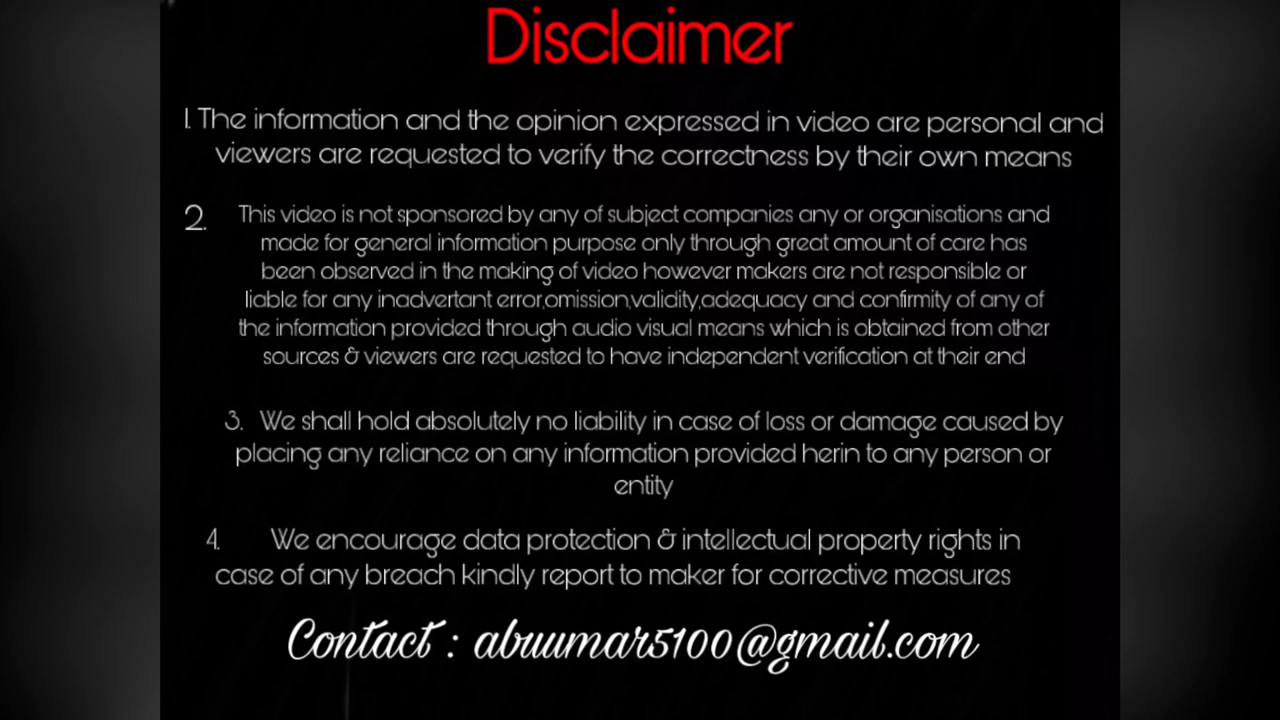 Disclaimer
1. The information and the opinion expressed in video are personal and
viewers are requested to verify the correctness by their own means
2. This video is not sponsored by any of subject companies any or organisations and
made for general information purpose only through great amount of care has
been observed in the making of video however makers are not responsible or
liable for any inadvertant error,omission,validity,adequacy and confirmity of any of
the information provided through audio visual means which is obtained from other
sources & viewers are requested to have independent verification at their end
3. We shall hold absolutely no liability in case of loss or damage caused by
placing any reliance on any information provided herin to any person or
entity
4. We encourage data protection & intellectual property rights in
case of any breach kindly report to maker for corrective measures
Contact : abuumar5100@gmail.com